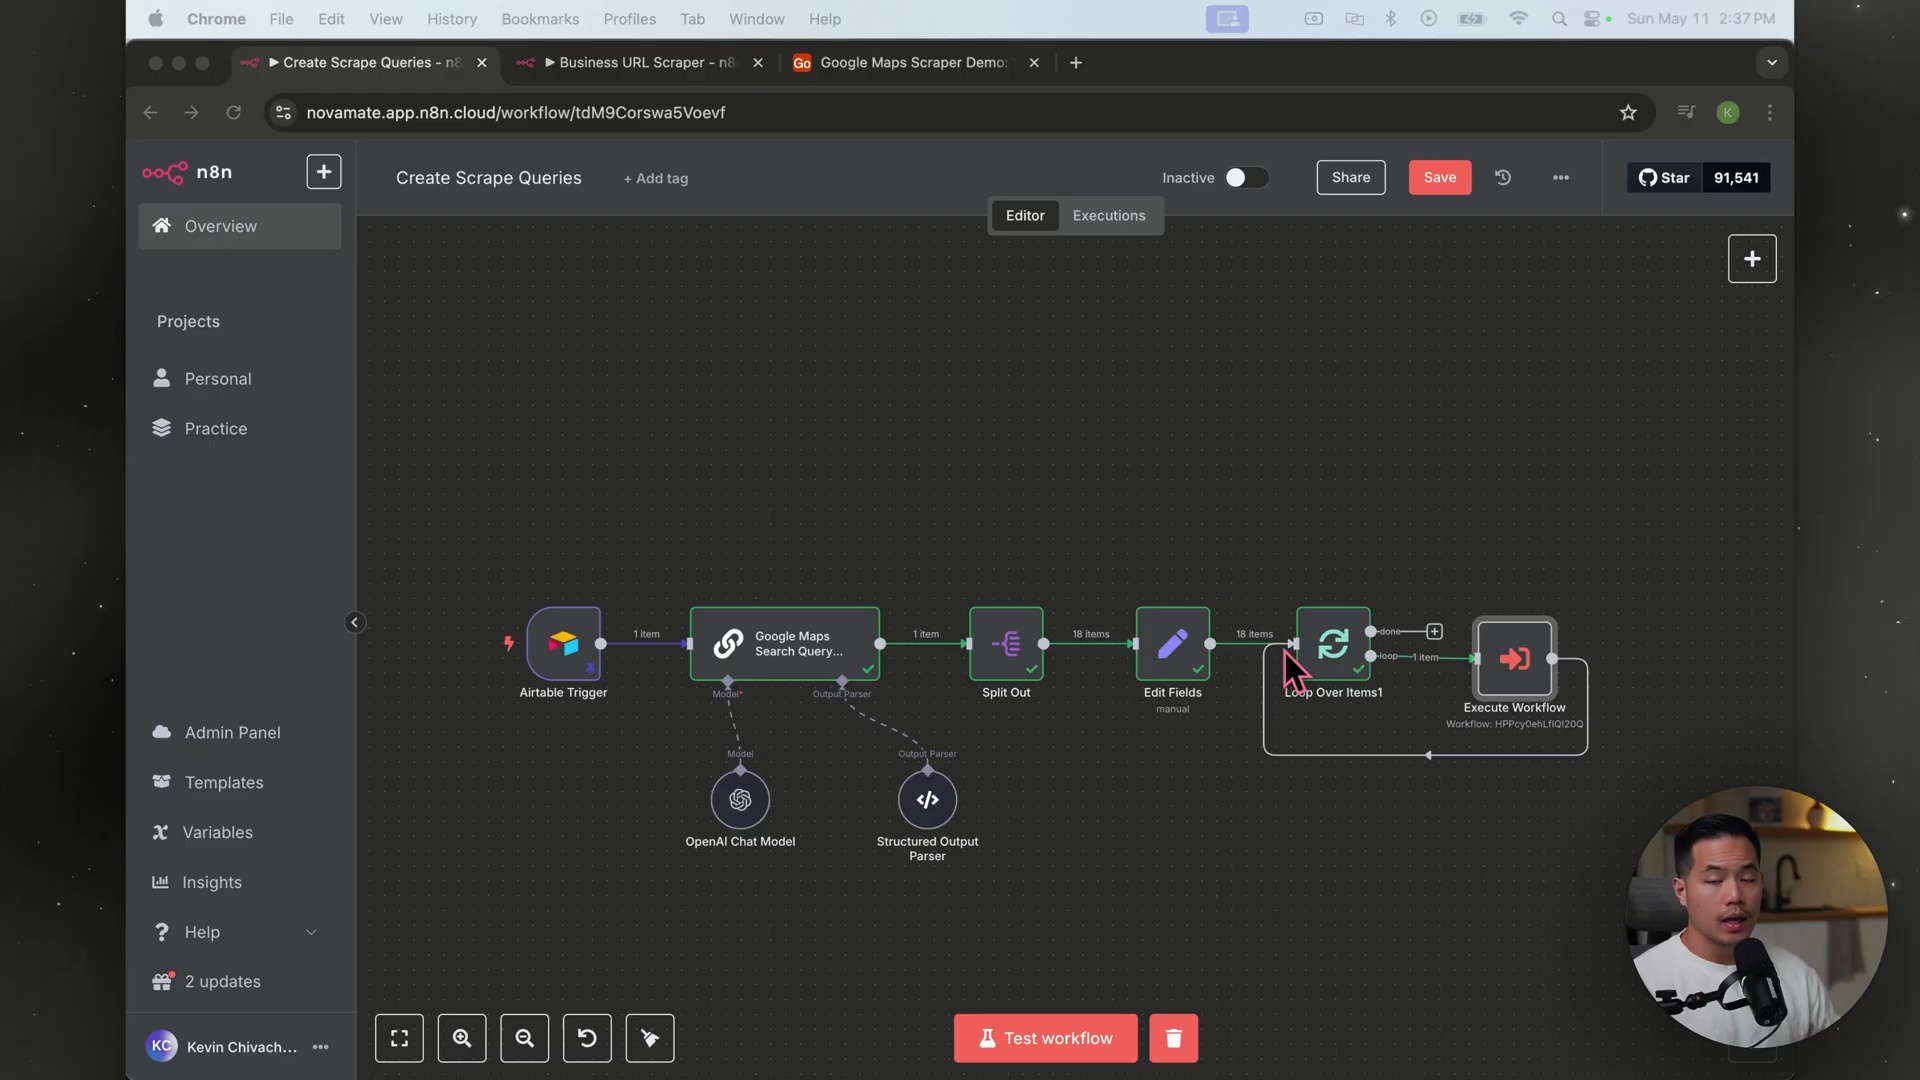 Chrome File Edit View History Bookmarks Profiles Tab Window Help Sun May 11 2:37 PM
Create Scrape Queries - n8 Business URL Scraper - n8 Go Google Maps Scraper Demo:
novamate.app.n8n.cloud/workflow/tdM9Corswa5Voevf K
n8n
Create Scrape Queries + Add tag Inactive Share Save Star 91,541
Editor Executions
Overview
Projects
Personal
Practice
Admin Panel
Templates
Variables
Insights
Help
2 updates
KC Kevin Chivach...
1 item
Google Maps
Search Query...
1 item
18 items
18 items
done
loop 1 item
Airtable Trigger
Model*
Output Parser
Split Out
Edit Fields
manual
Loop Over Items1
Execute Workflow
Workflow: HPPcy0ehLfIQI20Q
Model
Output Parser
OpenAI Chat Model
Structured Output
Parser
Test workflow